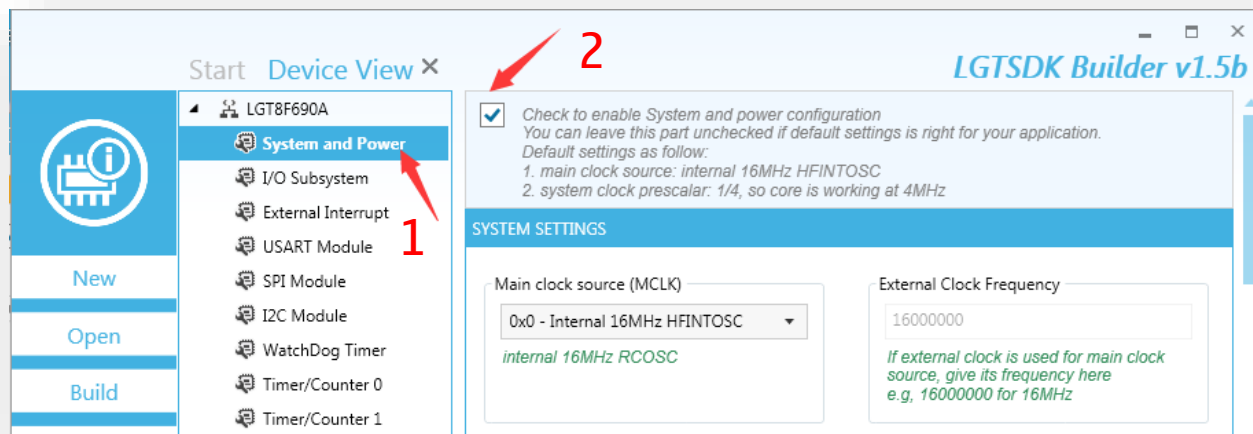 2
Start Device View ×
LGTSDK Builder v1.5b
LGT8F690A
System and Power
I/O Subsystem
External Interrupt
USART Module
SPI Module
I2C Module
WatchDog Timer
Timer/Counter 0
Timer/Counter 1
1
New
Open
Build
Check to enable System and power configuration
You can leave this part unchecked if default settings is right for your application.
Default settings as follow:
1. main clock source: internal 16MHz HFINTOSC
2. system clock prescalar: 1/4, so core is working at 4MHz
SYSTEM SETTINGS
Main clock source (MCLK)
0x0 - Internal 16MHz HFINTOSC
internal 16MHz RCOSC
External Clock Frequency
16000000
If external clock is used for main clock
source, give its frequency here
e.g, 16000000 for 16MHz